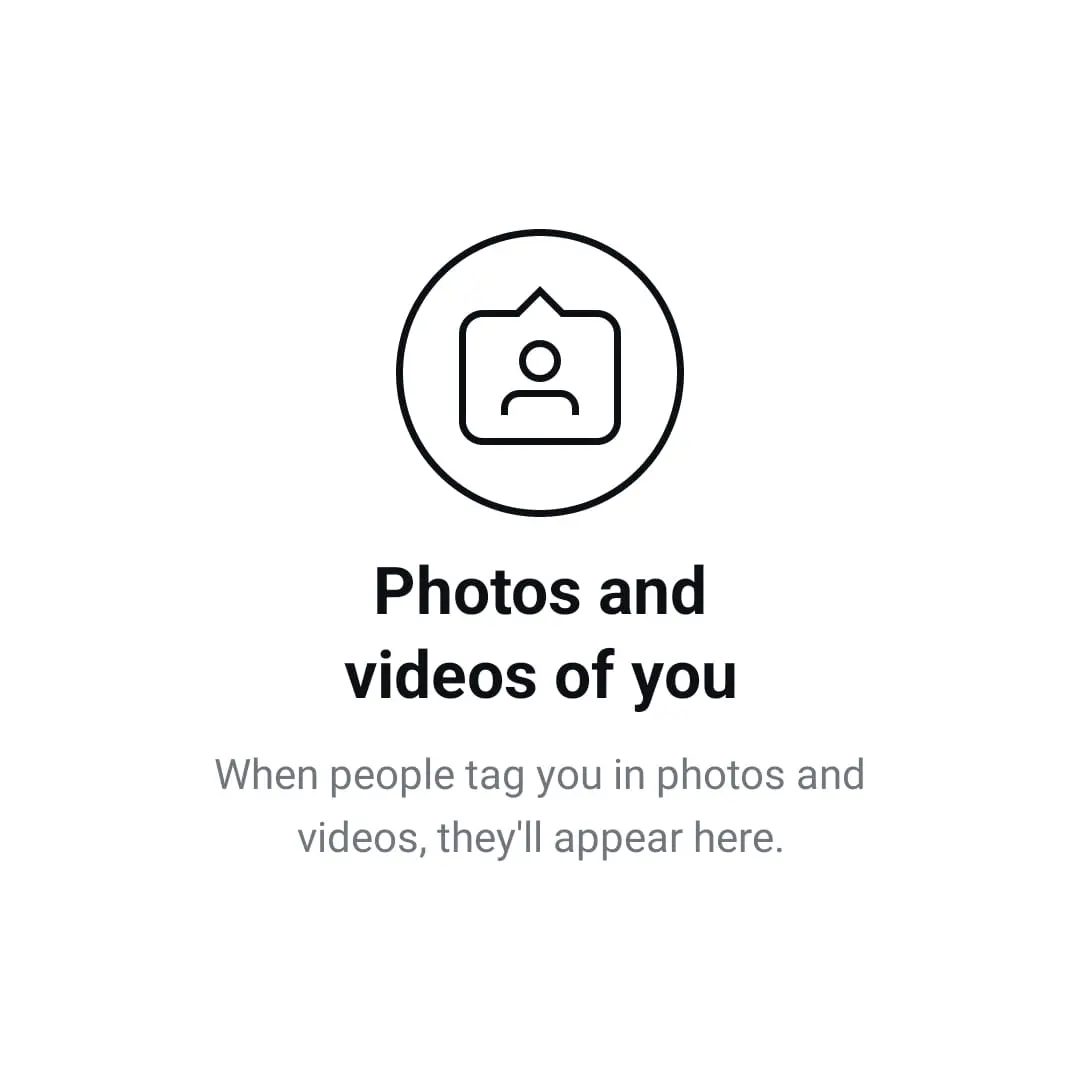 Photos and
videos of you
When people tag you in photos and
videos, they'll appear here.